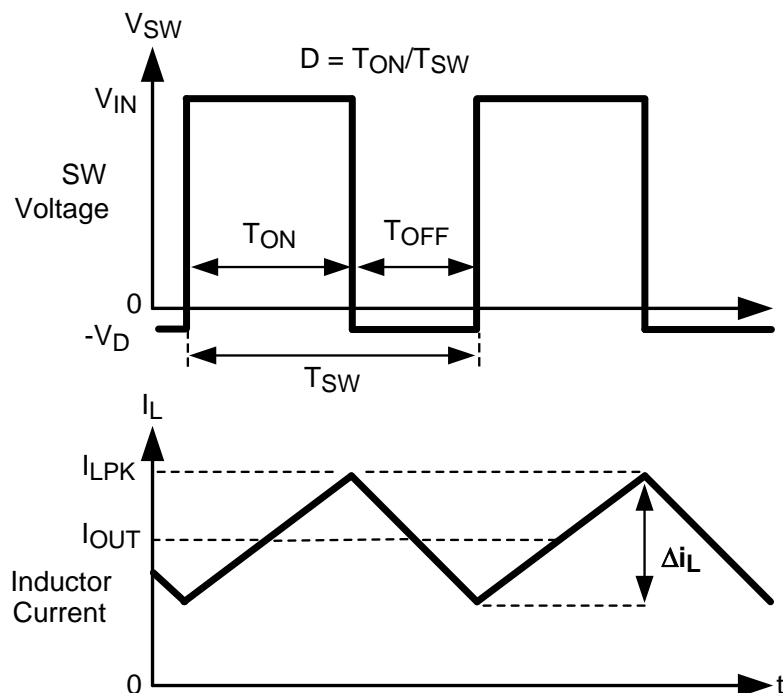 VSW
D = TON/TSW
VIN
SW
Voltage
TON
TOFF
0
-VD
TSW
IL
ILPK
IOUT
ΔiL
Inductor
Current
0
t